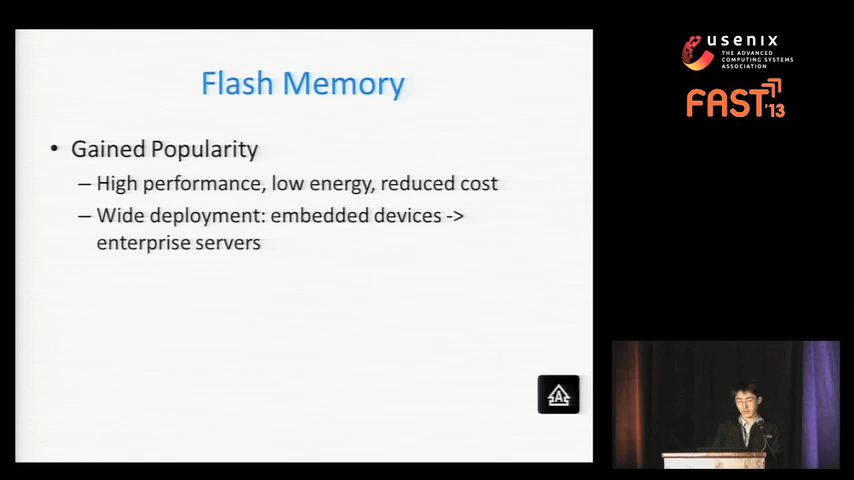 Flash Memory
• Gained Popularity
– High performance, low energy, reduced cost
– Wide deployment: embedded devices ->
enterprise servers
A
usenix
THE ADVANCED
COMPUTING SYSTEMS
ASSOCIATION
FAST'13